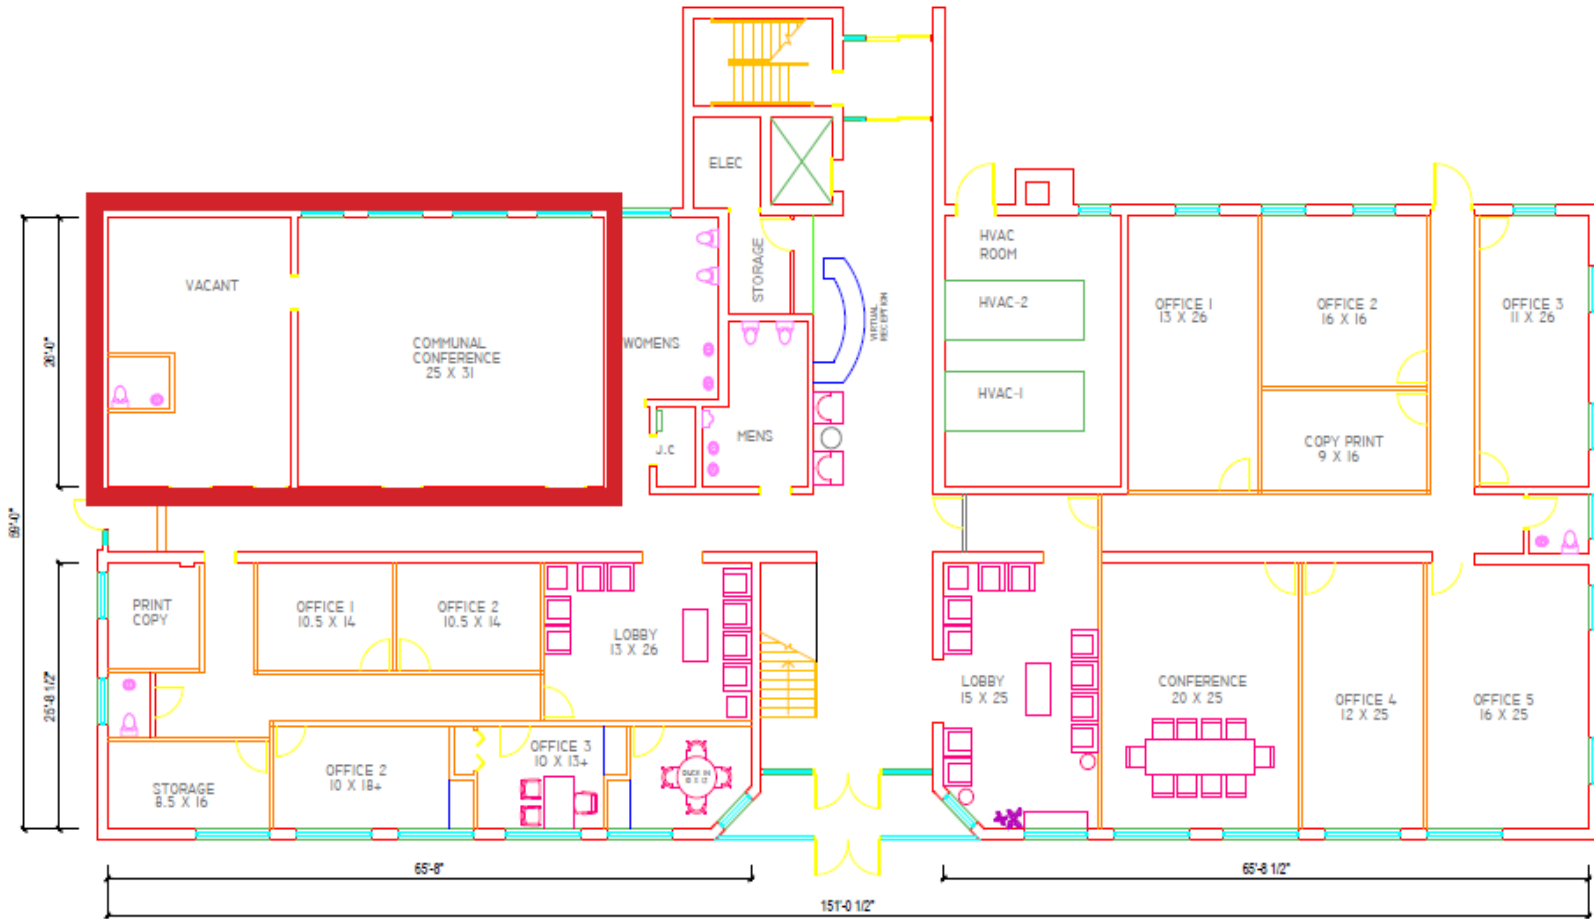 ELEC
HVAC
ROOM
STORAGE
VACANT
HVAC-2
VIRTUAL
RECEPTION
OFFICE 1
13 X 26
OFFICE 2
16 X 16
OFFICE 3
11 X 26
COMMUNAL
CONFERENCE
25 X 31
WOMENS
26'-0"
HVAC-1
MENS
J.C
COPY PRINT
9 X 16
59'-0"
PRINT
COPY
OFFICE 1
10.5 X 14
OFFICE 2
10.5 X 14
LOBBY
13 X 26
25'-8 1/2"
LOBBY
15 X 25
CONFERENCE
20 X 25
OFFICE 4
12 X 25
OFFICE 5
16 X 25
STORAGE
8.5 X 16
OFFICE 2
10 X 18+
OFFICE 3
10 X 13+
65'-8"
65'-8 1/2"
151'-0 1/2"